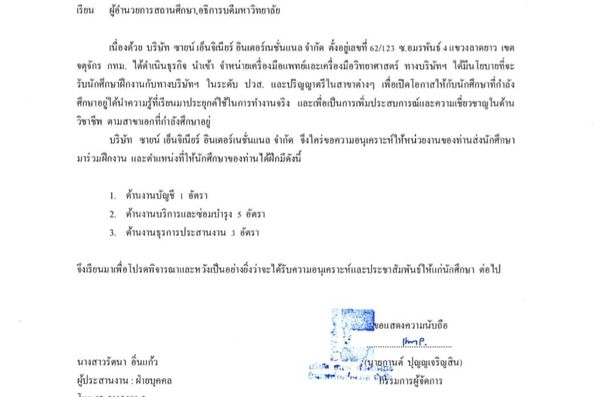 เรียน ผู้อำนวยการสถานศึกษา,อธิการบดีมหาวิทยาลัย
เนื่องด้วย บริษัท ซายน์ เอ็นจิเนียร์ อินเตอร์เนชั่นแนล จำกัด ตั้งอยู่เลขที่ 62/123 ซ.อมรพันธ์ 4 แขวงลาดยาว เขต
จตุจักร กทม. ได้ดำเนินธุรกิจ นำเข้า จำหน่ายเครื่องมือแพทย์และเครื่องมือวิทยาศาสตร์ ทางบริษัทฯ ได้มีนโยบายที่จะ
รับนักศึกษาฝึกงานกับทางบริษัทฯ ในระดับ ปวส. และปริญญาตรีในสาขาต่างๆ เพื่อเปิดโอกาสให้กับนักศึกษาที่กำลัง
ศึกษาอยู่ได้นำความรู้ที่เรียนมาประยุกต์ใช้ในการทำงานจริง และเพื่อเป็นการเพิ่มประสบการณ์และความเชี่ยวชาญในด้าน
วิชาชีพ ตามสาขาเอกที่กำลังศึกษาอยู่
บริษัท ซายน์ เอ็นจิเนียร์ อินเตอร์เนชั่นแนล จำกัด จึงใคร่ขอความอนุเคราะห์ให้หน่วยงานของท่านส่งนักศึกษา
มาร่วมฝึกงาน และตำแหน่งที่ให้นักศึกษาของท่านได้ฝึกมีดังนี้
1. ด้านงานบัญชี 1 อัตรา
2. ด้านงานบริการและซ่อมบำรุง 5 อัตรา
3. ด้านงานธุรการประสานงาน 3 อัตรา
จึงเรียนมาเพื่อโปรดพิจารณาและหวังเป็นอย่างยิ่งว่าจะได้รับความอนุเคราะห์และประชาสัมพันธ์ให้แก่นักศึกษา ต่อไป
ขอแสดงความนับถือ
นางสาวรัตนา อื่นแก้ว
(นายกานต์ ปุญญเจริญสิน)
ผู้ประสานงาน : ฝ่ายบุคคล
กรรมการผู้จัดการ